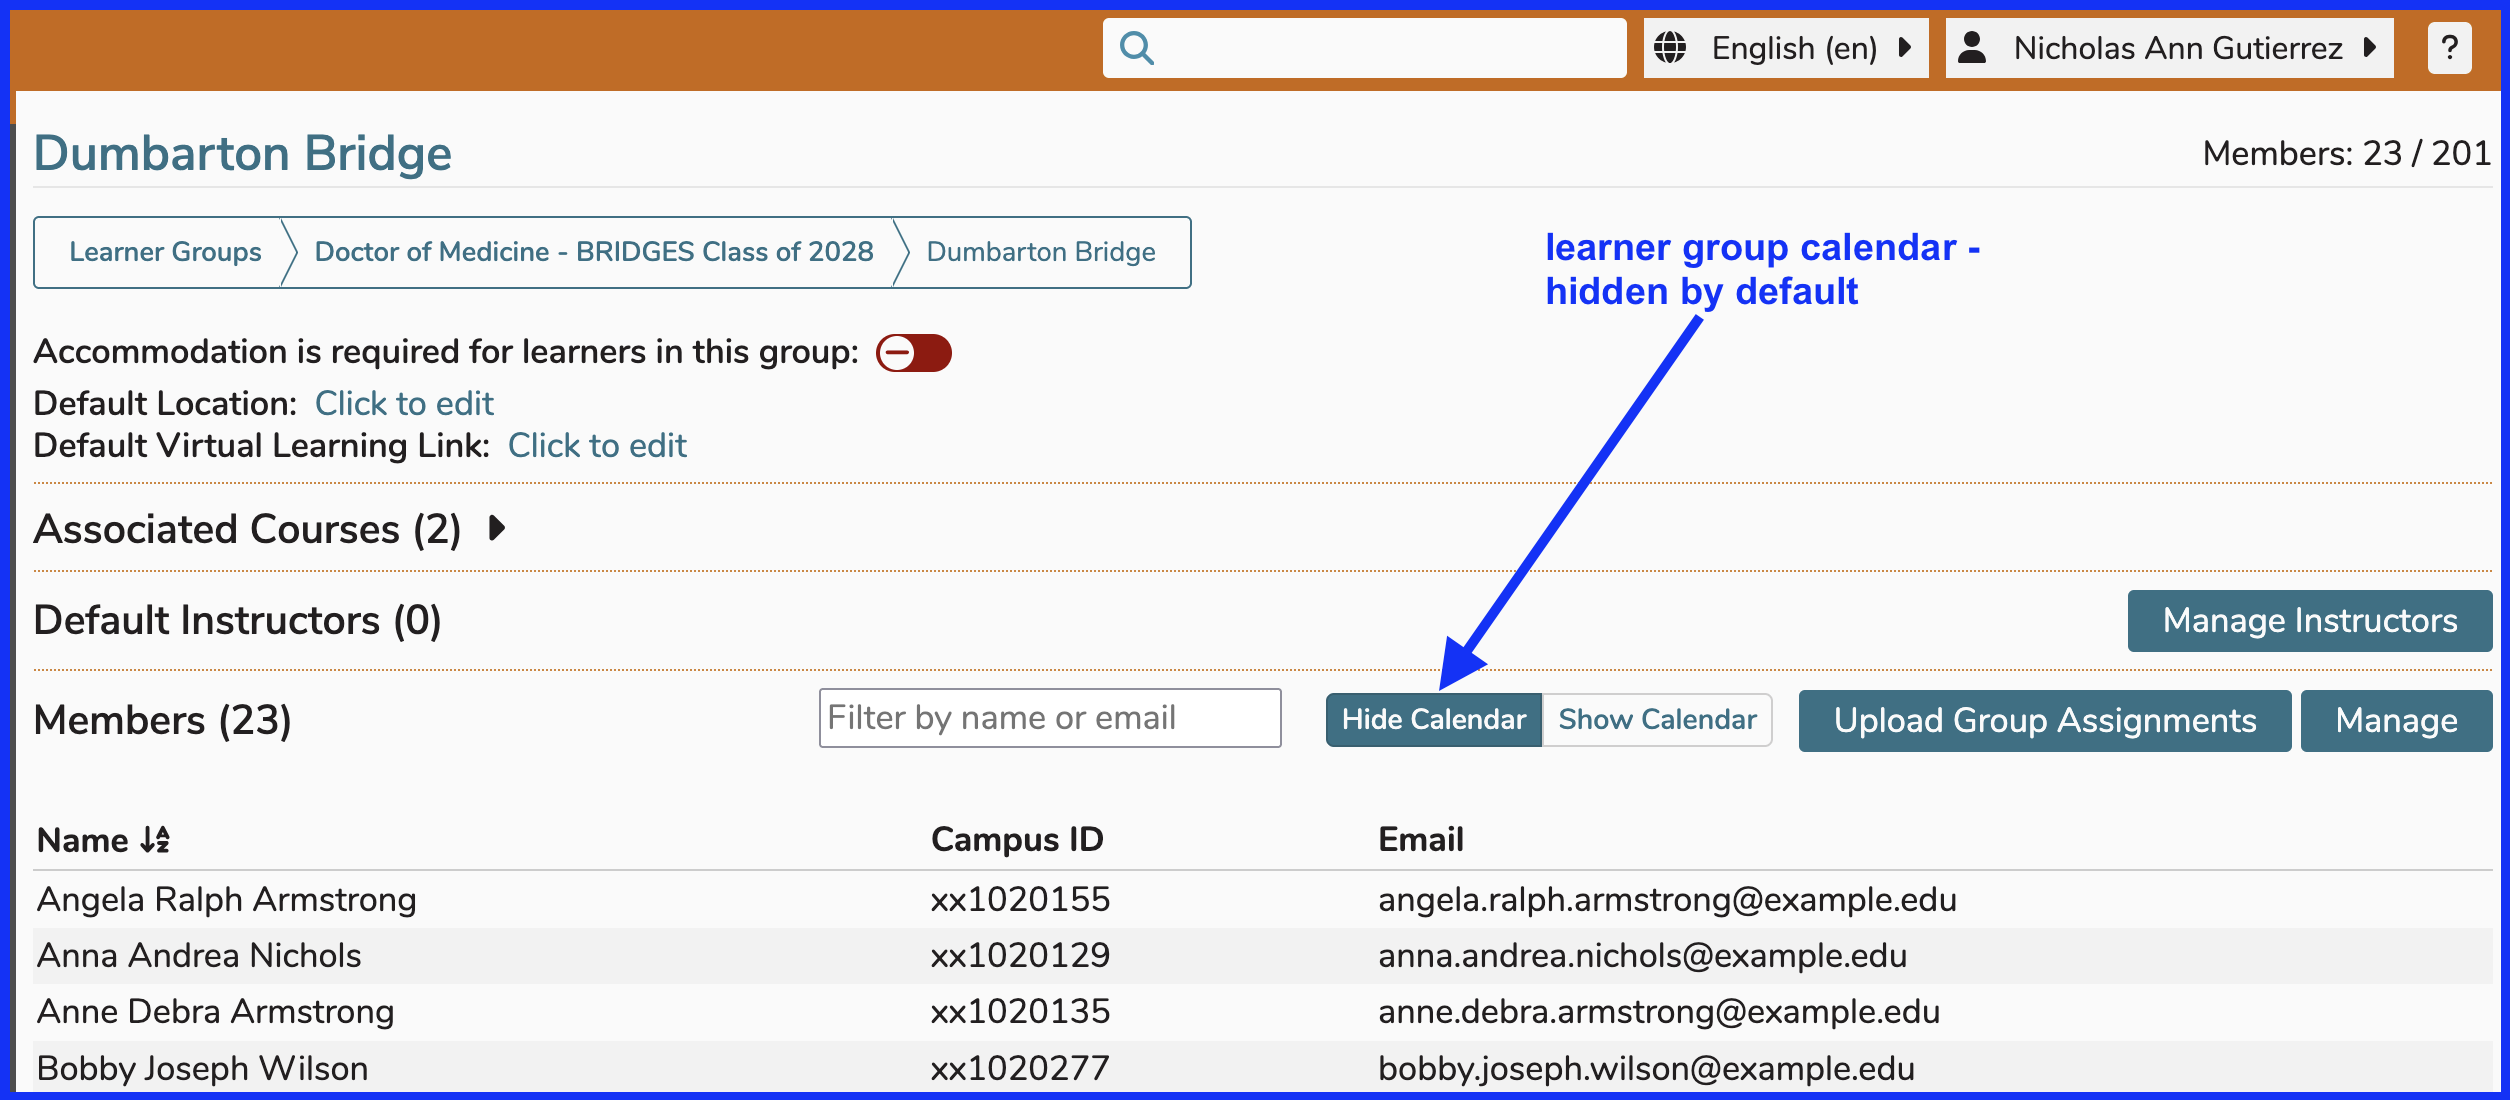 English (en)
Nicholas Ann Gutierrez
?
Dumbarton Bridge
Members: 23 / 201
Learner Groups
Doctor of Medicine - BRIDGES Class of 2028
Dumbarton Bridge
learner group calendar -
hidden by default
Accommodation is required for learners in this group:
Default Location: Click to edit
Default Virtual Learning Link: Click to edit
Associated Courses (2)
Default Instructors (0)
Manage Instructors
Members (23)
Filter by name or email
Hide Calendar
Show Calendar
Upload Group Assignments
Manage
Name
Campus ID
Email
Angela Ralph Armstrong xx1020155 angela.ralph.armstrong@example.edu
Anna Andrea Nichols xx1020129 anna.andrea.nichols@example.edu
Anne Debra Armstrong xx1020135 anne.debra.armstrong@example.edu
Bobby Joseph Wilson xx1020277 bobby.joseph.wilson@example.edu